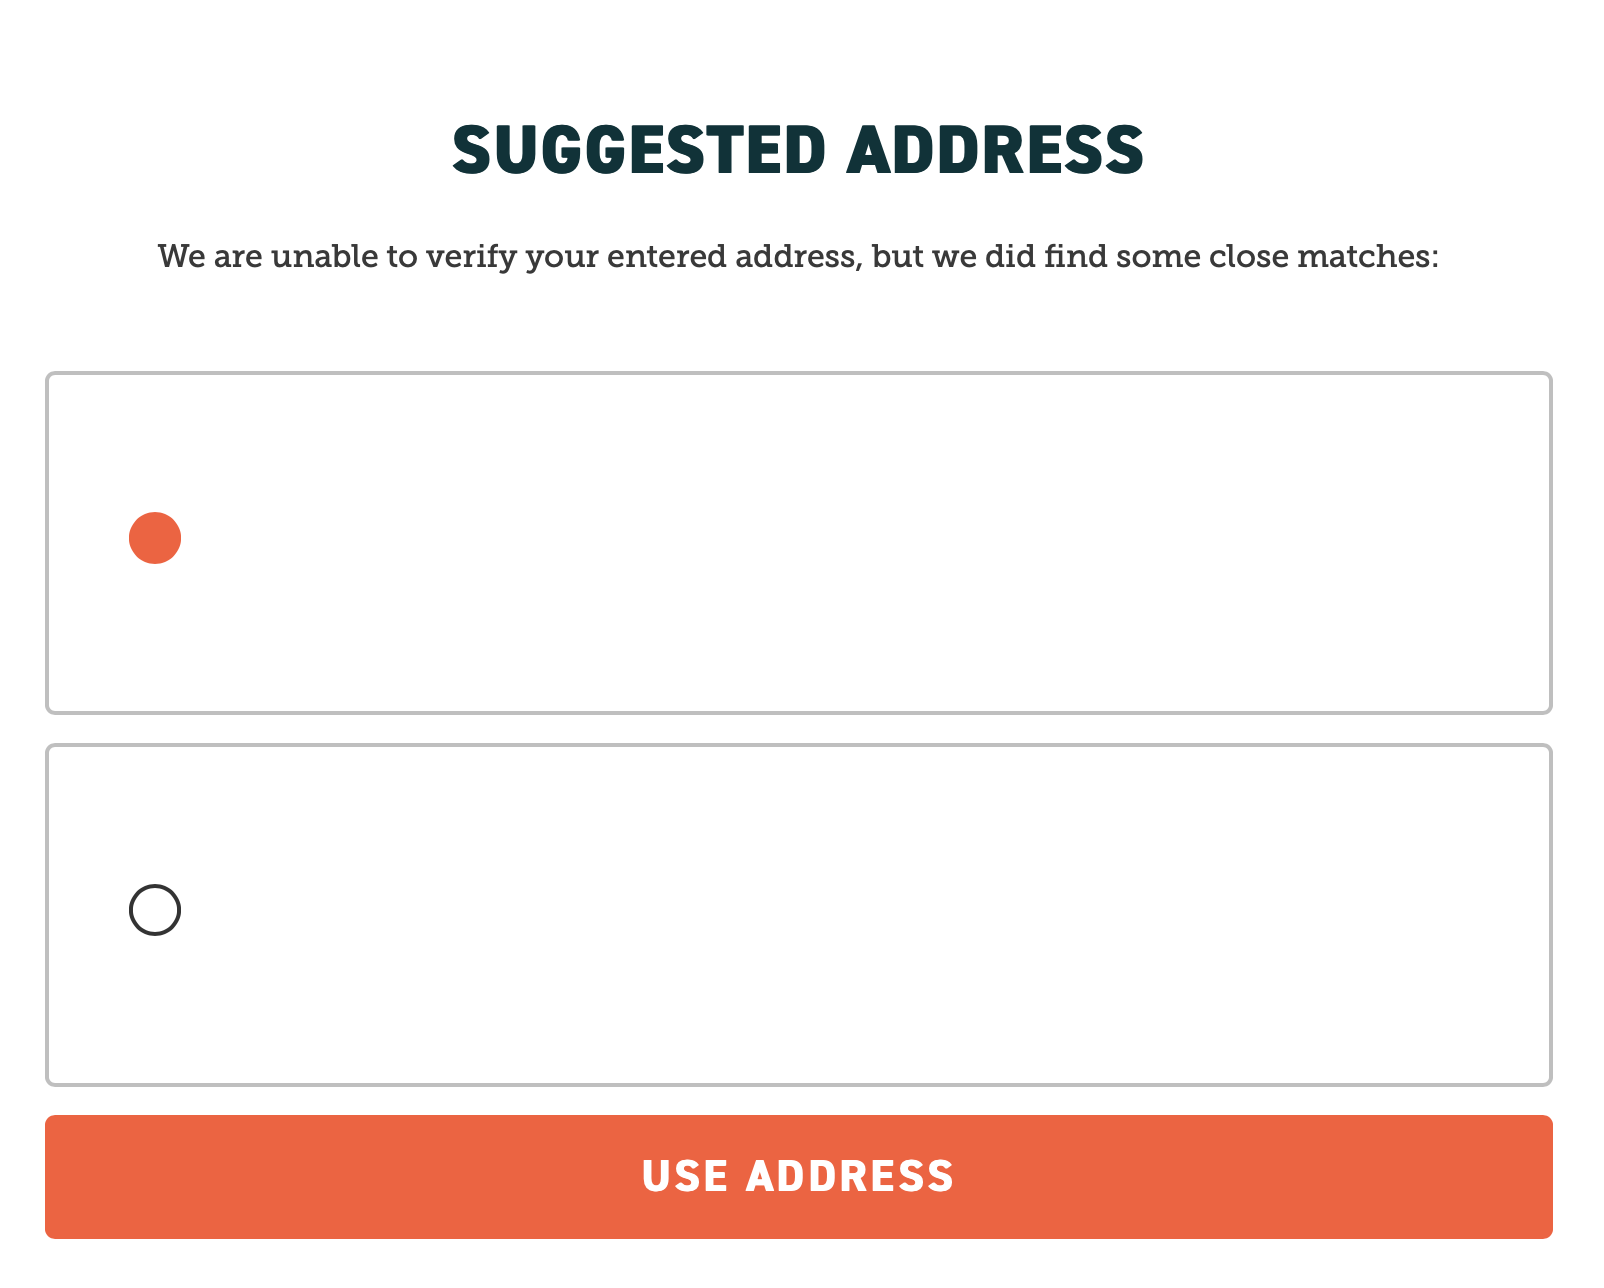 SUGGESTED ADDRESS
We are unable to verify your entered address, but we did find some close matches:
USE ADDRESS